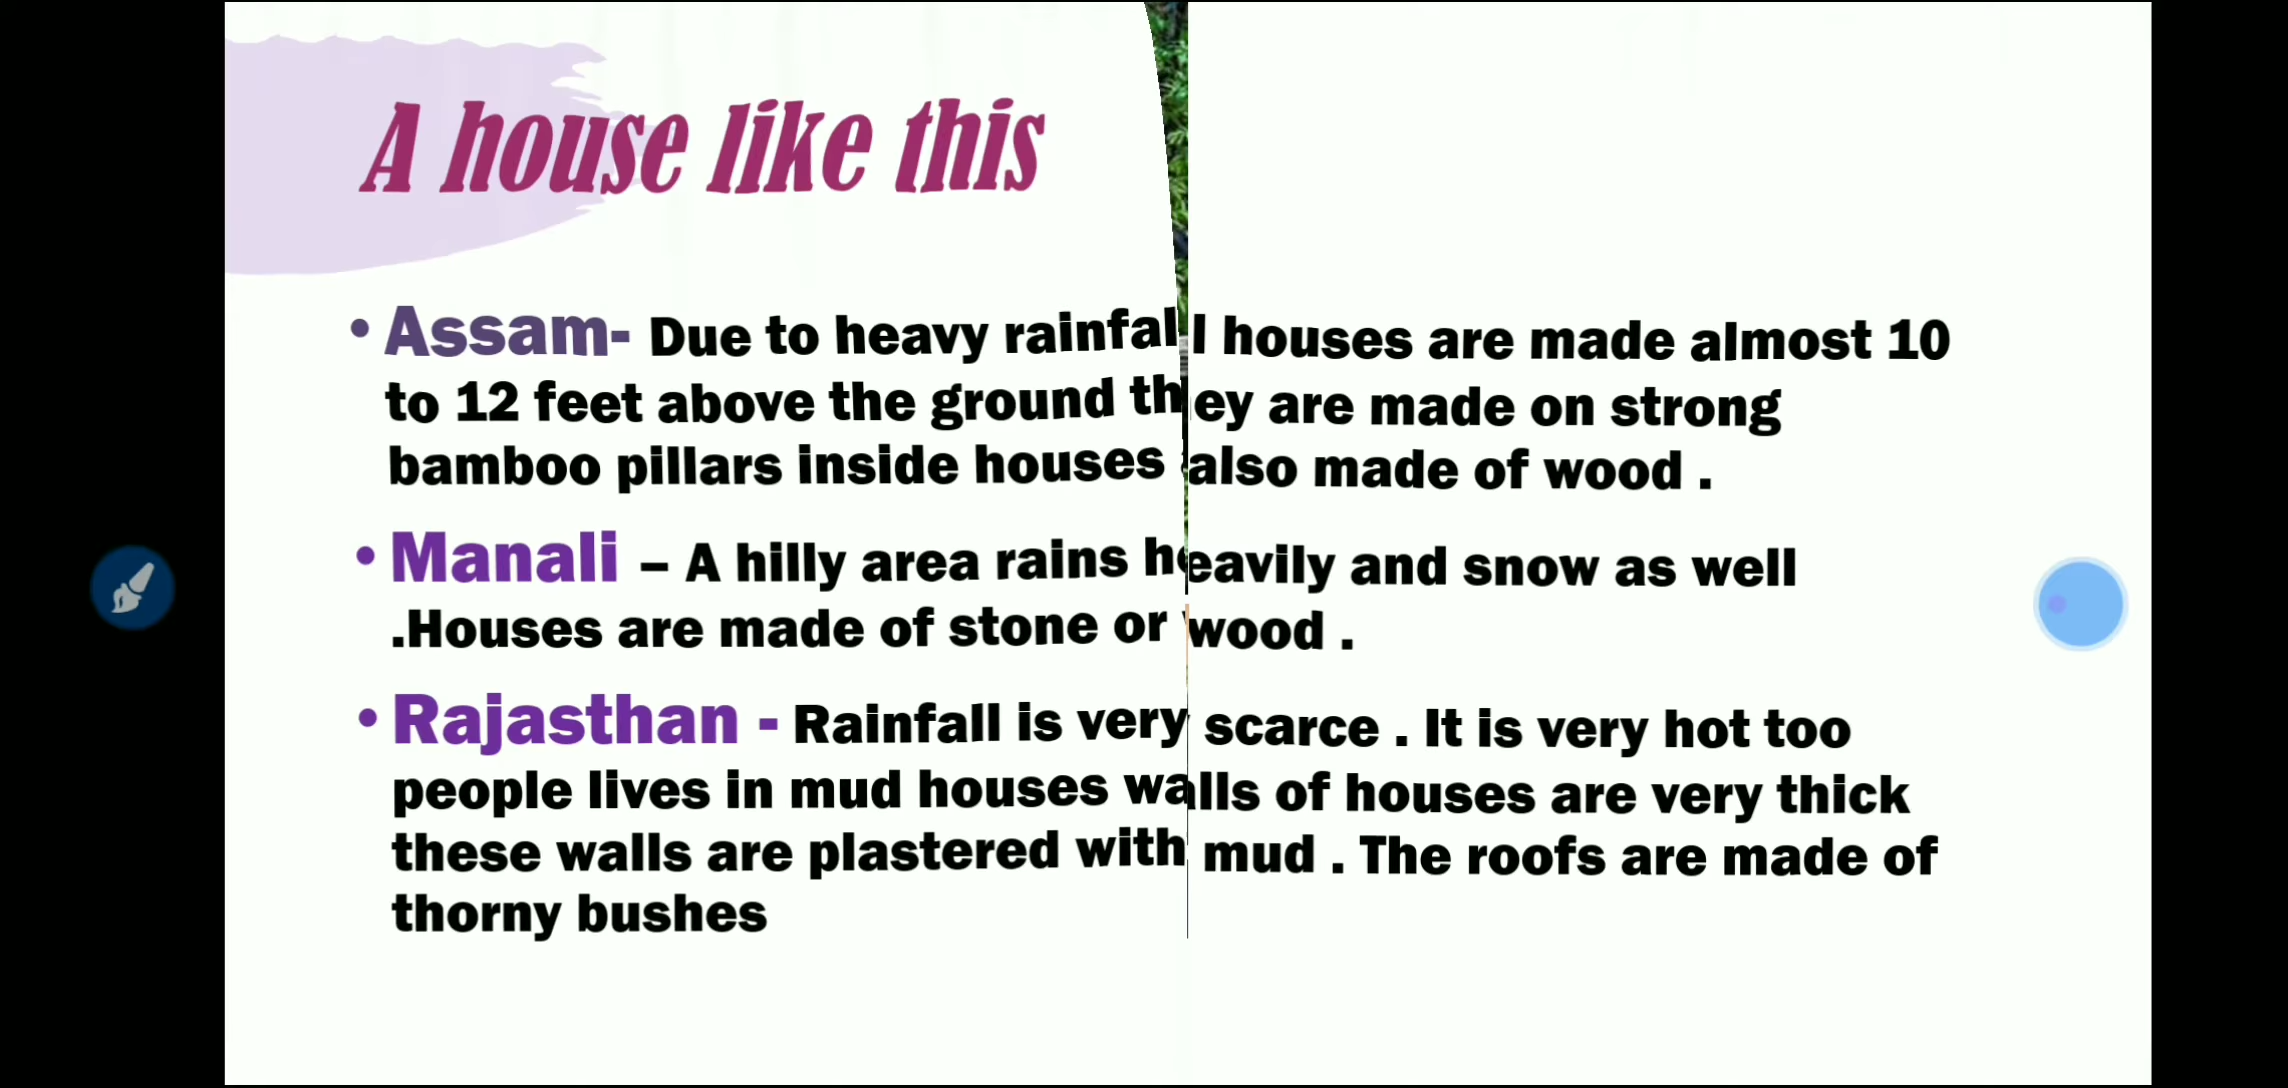 A house like this
• Assam- Due to heavy rainfall houses are made almost 10
to 12 feet above the ground they are made on strong
bamboo pillars inside houses also made of wood .
• Manali – A hilly area rains heavily and snow as well
.Houses are made of stone or wood .
• Rajasthan - Rainfall is very scarce . It is very hot too
people lives in mud houses walls of houses are very thick
these walls are plastered with mud . The roofs are made of
thorny bushes